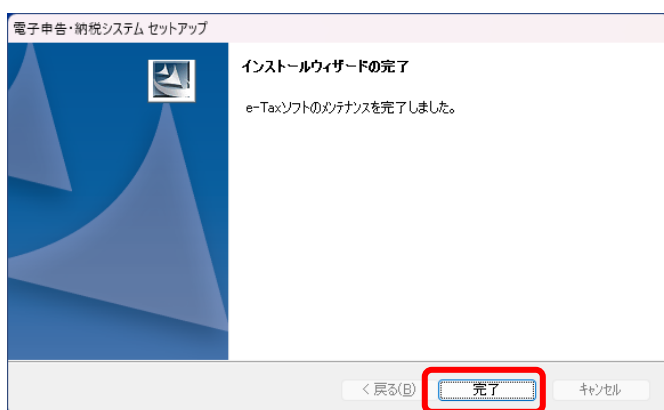 電子申告・納税システム セットアップ
インストールウィザードの完了
e-Taxソフトのメンテナンスを完了しました。
< 戻る(B)
完了
キャンセル